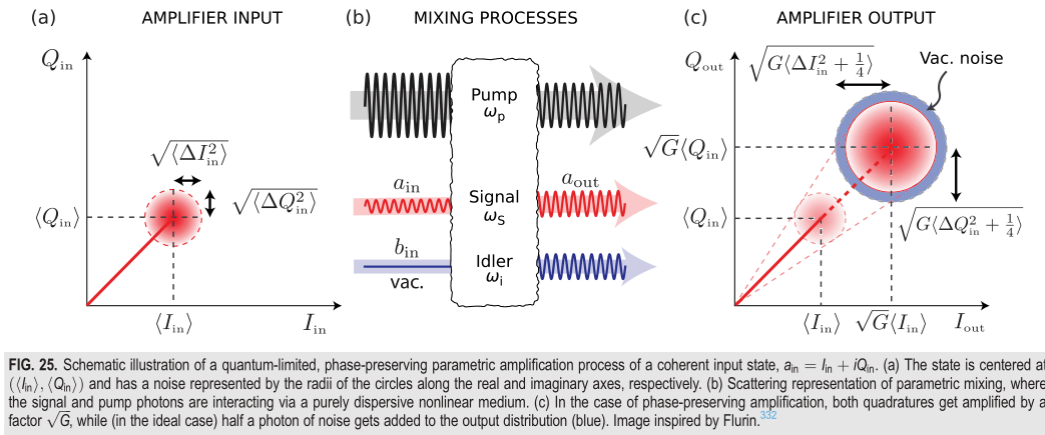 (a) AMPLIFIER INPUT
Q_in
√⟨ΔI²_in⟩
√⟨ΔQ²_in⟩
⟨Q_in⟩
⟨I_in⟩ I_in
(b) MIXING PROCESSES
Pump
ω_p
a_in Signal a_out
ω_S
b_in Idler
vac. ω_i
(c) AMPLIFIER OUTPUT
Q_out √G⟨ΔI²_in + 1/4⟩ Vac. noise
√G⟨Q_in⟩
⟨Q_in⟩ √G⟨ΔQ²_in + 1/4⟩
⟨I_in⟩ √G⟨I_in⟩ I_out
FIG. 25. Schematic illustration of a quantum-limited, phase-preserving parametric amplification process of a coherent input state, a_in = I_in + iQ_in. (a) The state is centered at
(⟨I_in⟩, ⟨Q_in⟩) and has a noise represented by the radii of the circles along the real and imaginary axes, respectively. (b) Scattering representation of parametric mixing, where
the signal and pump photons are interacting via a purely dispersive nonlinear medium. (c) In the case of phase-preserving amplification, both quadratures get amplified by a
factor √G, while (in the ideal case) half a photon of noise gets added to the output distribution (blue). Image inspired by Flurin.332